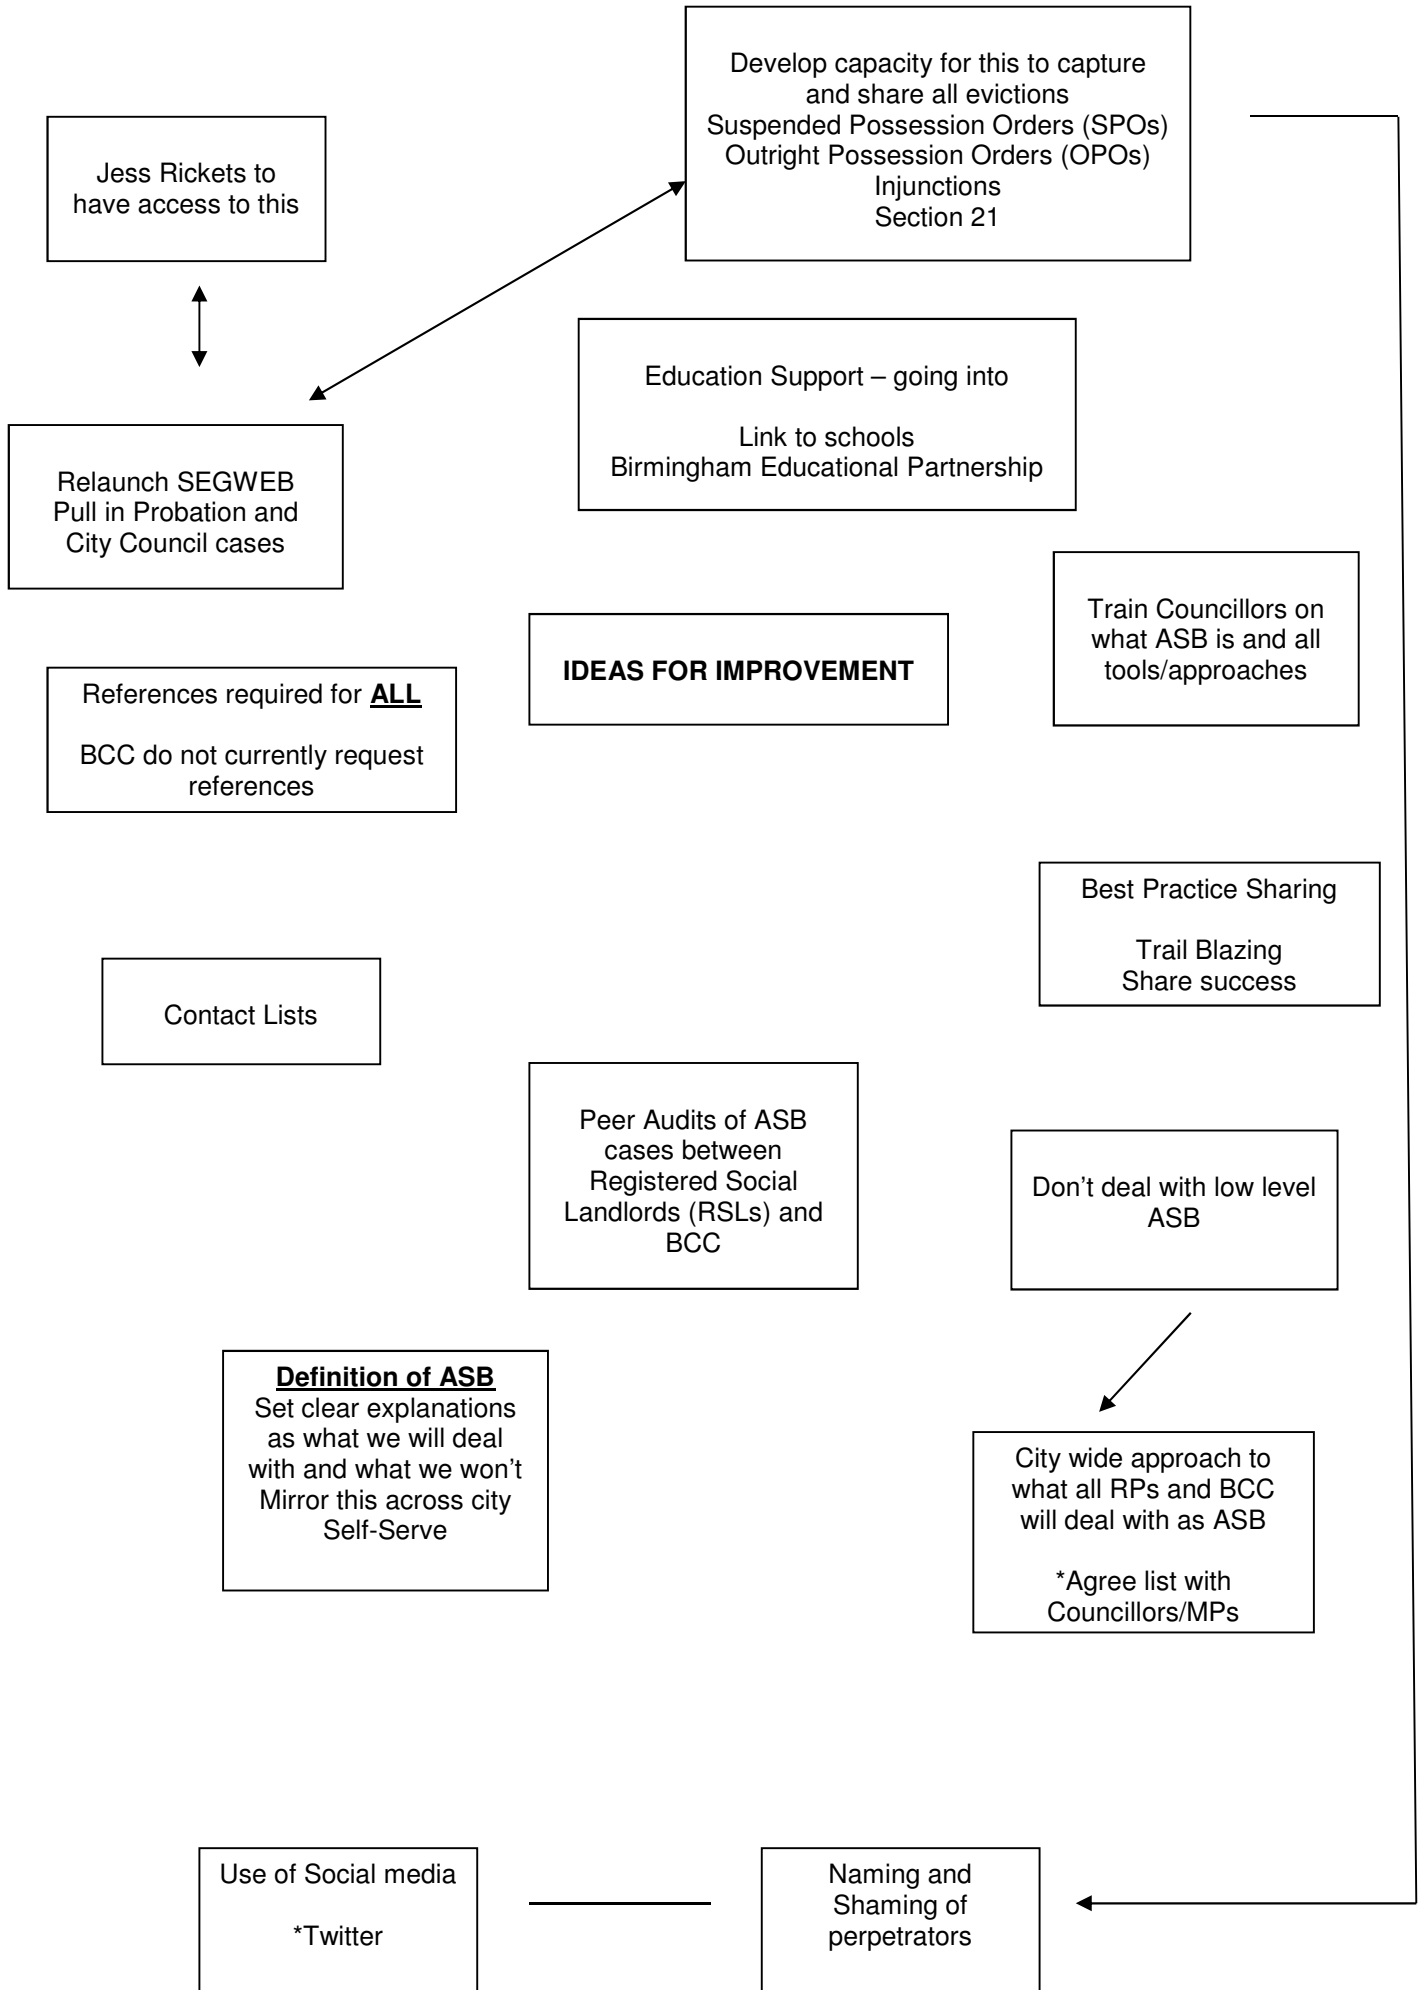 Develop capacity for this to capture
and share all evictions
Suspended Possession Orders (SPOs)
Outright Possession Orders (OPOs)
Injunctions
Section 21
Jess Rickets to
have access to this
Education Support – going into
Link to schools
Birmingham Educational Partnership
Relaunch SEGWEB
Pull in Probation and
City Council cases
Train Councillors on
what ASB is and all
tools/approaches
IDEAS FOR IMPROVEMENT
References required for ALL
BCC do not currently request
references
Best Practice Sharing
Trail Blazing
Share success
Contact Lists
Peer Audits of ASB
cases between
Registered Social
Landlords (RSLs) and
BCC
Don’t deal with low level
ASB
Definition of ASB
Set clear explanations
as what we will deal
with and what we won’t
Mirror this across city
Self-Serve
City wide approach to
what all RPs and BCC
will deal with as ASB
*Agree list with
Councillors/MPs
Use of Social media
*Twitter
Naming and
Shaming of
perpetrators